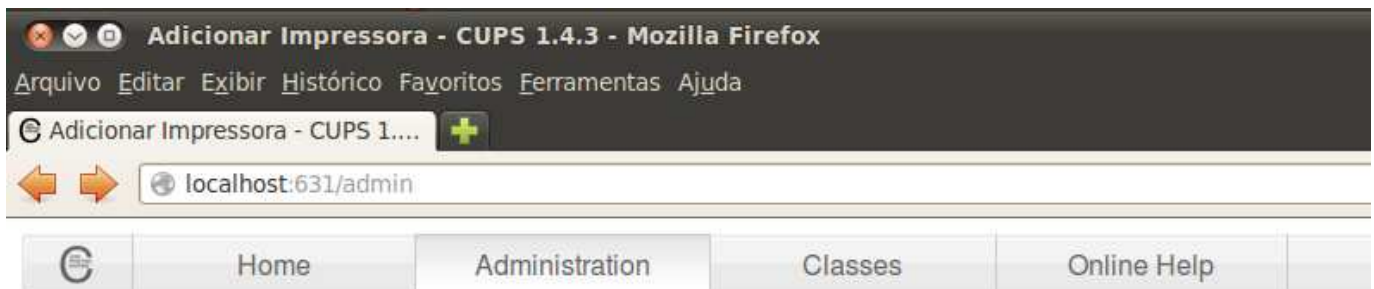 Adicionar Impressora - CUPS 1.4.3 - Mozilla Firefox
Arquivo Editar Exibir Histórico Favoritos Ferramentas Ajuda
Adicionar Impressora - CUPS 1....
localhost:631/admin
Home Administration Classes Online Help